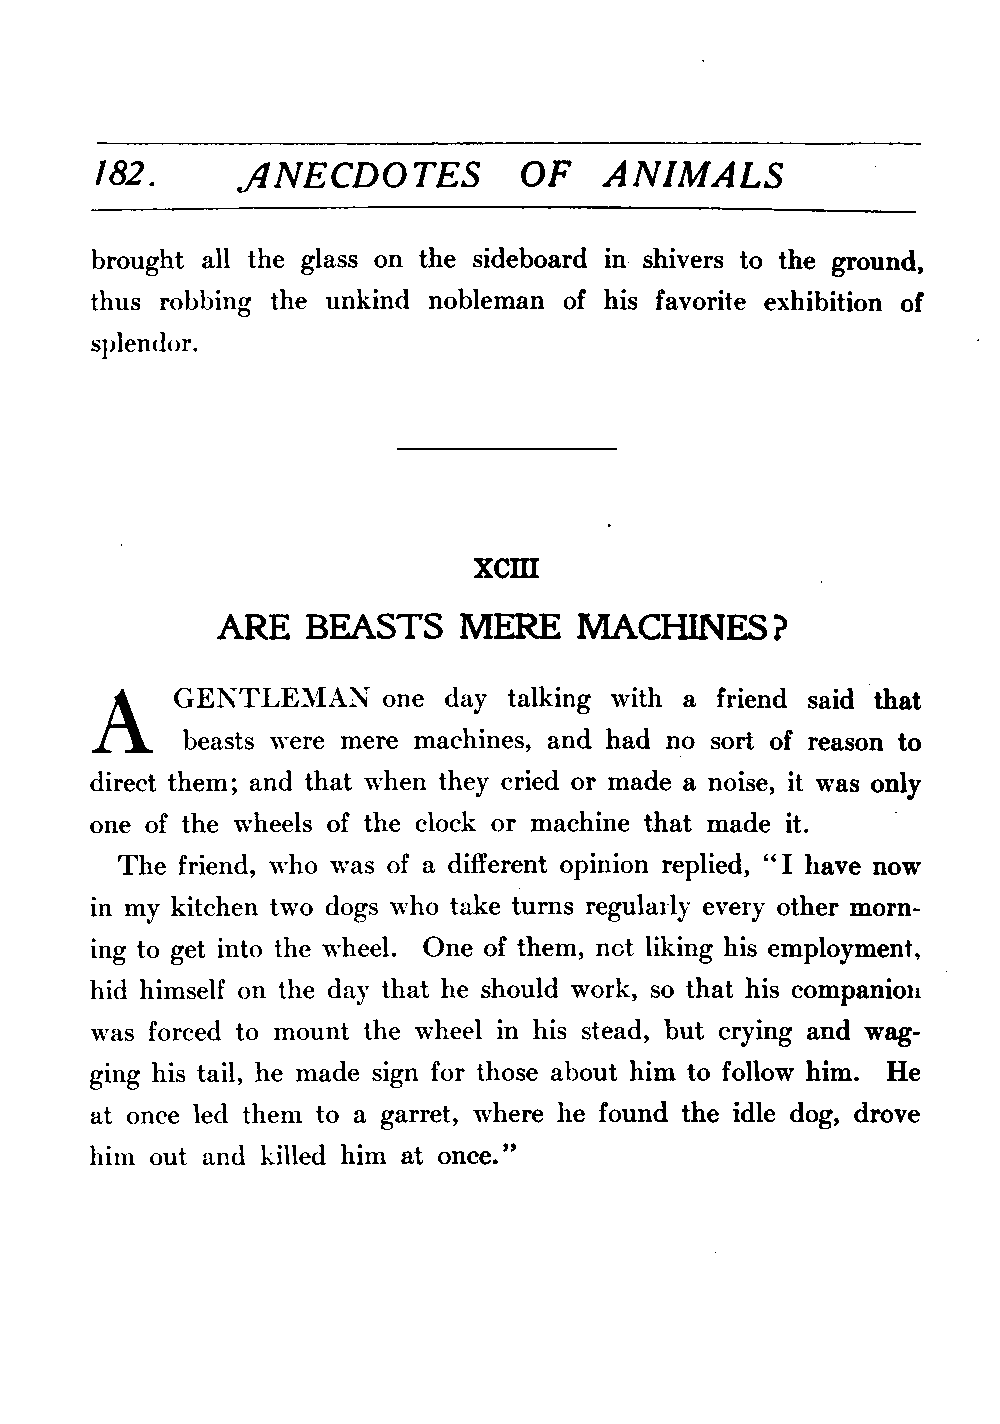 182. ANECDOTES OF ANIMALS
brought all the glass on the sideboard in shivers to the ground,
thus robbing the unkind nobleman of his favorite exhibition of
splendor.
XCIII
ARE BEASTS MERE MACHINES?
A GENTLEMAN one day talking with a friend said that
beasts were mere machines, and had no sort of reason to
direct them; and that when they cried or made a noise, it was only
one of the wheels of the clock or machine that made it.
The friend, who was of a different opinion replied, "I have now
in my kitchen two dogs who take turns regularly every other morn-
ing to get into the wheel. One of them, not liking his employment,
hid himself on the day that he should work, so that his companion
was forced to mount the wheel in his stead, but crying and wag-
ging his tail, he made sign for those about him to follow him. He
at once led them to a garret, where he found the idle dog, drove
him out and killed him at once."